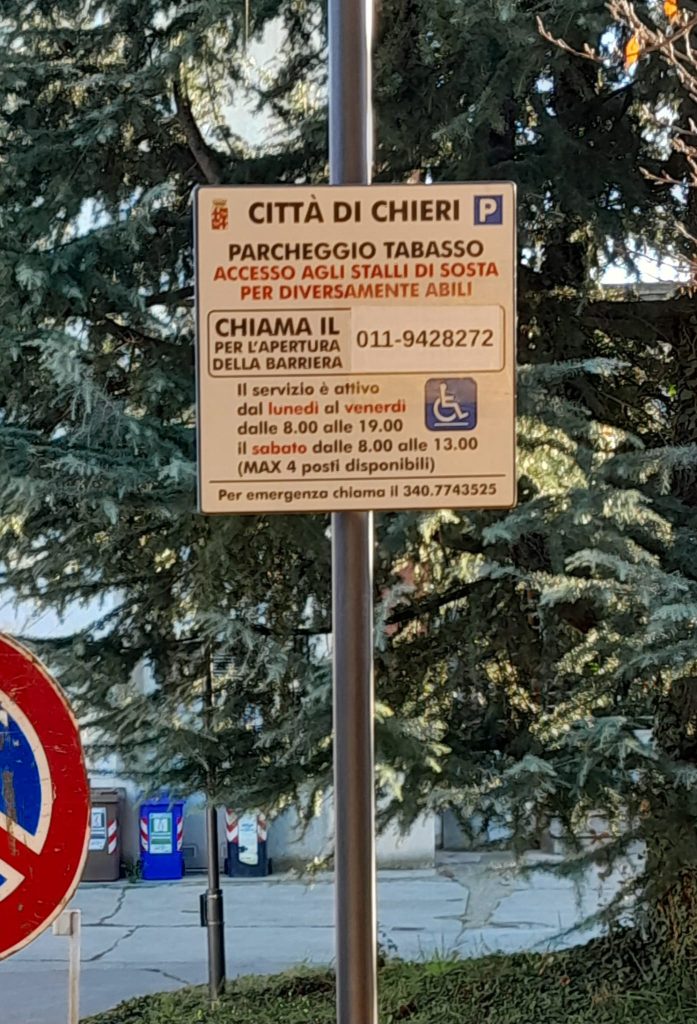 CITTÀ DI CHIERI P
PARCHEGGIO TABASSO
ACCESSO AGLI STALLI DI SOSTA
PER DIVERSAMENTE ABILI
CHIAMA IL
PER L'APERTURA
DELLA BARRIERA
011-9428272
Il servizio è attivo
dal lunedì al venerdì
dalle 8.00 alle 19.00
il sabato dalle 8.00 alle 13.00
(MAX 4 posti disponibili)
Per emergenza chiama il 340.7743525